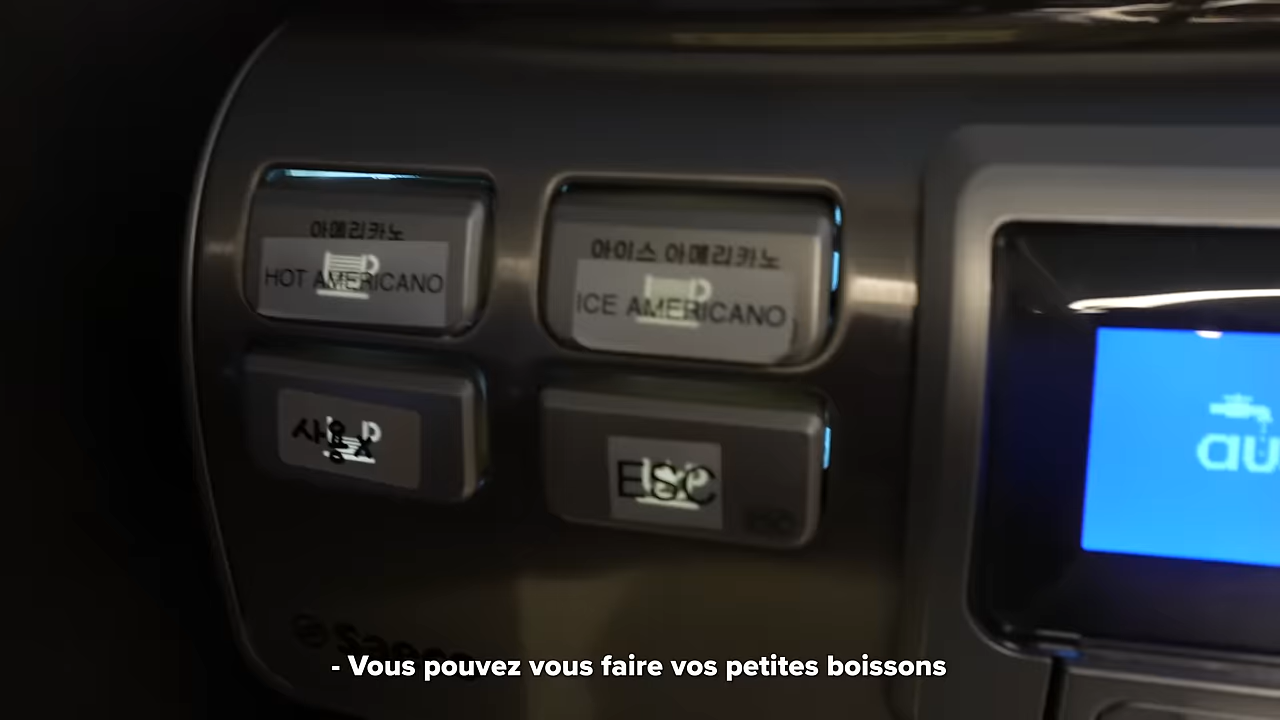 아메리카노
HOT AMERICANO
아이스 아메리카노
ICE AMERICANO
사용X
ESC
- Vous pouvez vous faire vos petites boissons